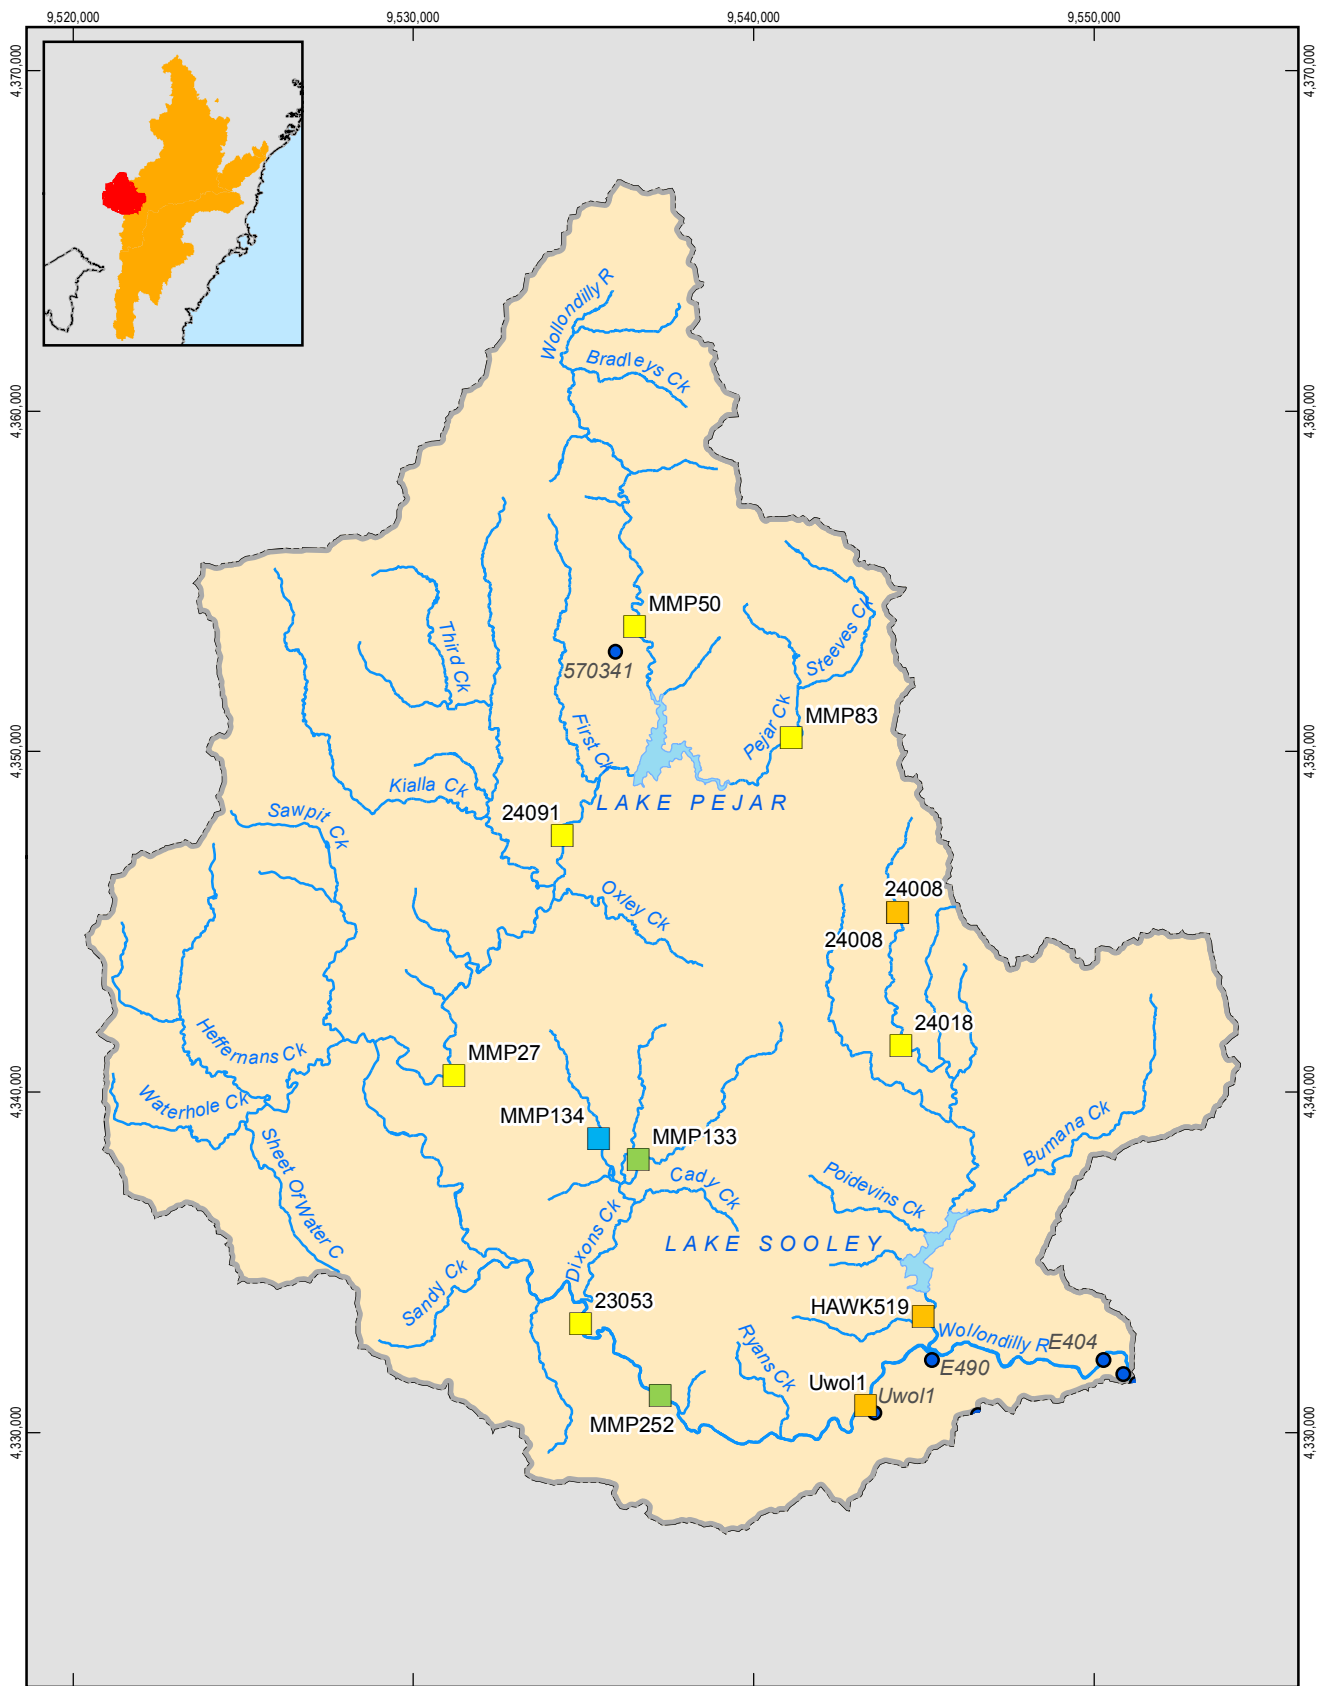 9,520,000
9,530,000
9,540,000
9,550,000
4,370,000
4,370,000
Wollondilly R
Bradleys Ck
4,360,000
4,360,000
MMP50
Third Ck
Steeves Ck
570341
First Ck
Pejar Ck
MMP83
4,350,000
4,350,000
Kialla Ck
LAKE PEJAR
Sawpit Ck
24091
Oxley Ck
24008
24008
24018
Heffernans Ck
MMP27
4,340,000
4,340,000
Waterhole Ck
MMP134
MMP133
Bumana Ck
Sheet Of Water C
Cady Ck
Poidevins Ck
Dixons Ck
LAKE SOOLEY
Sandy Ck
23053
HAWK519
Wollondilly R
E404
Ryans Ck
E490
Uwol1
Uwol1
MMP252
4,330,000
4,330,000